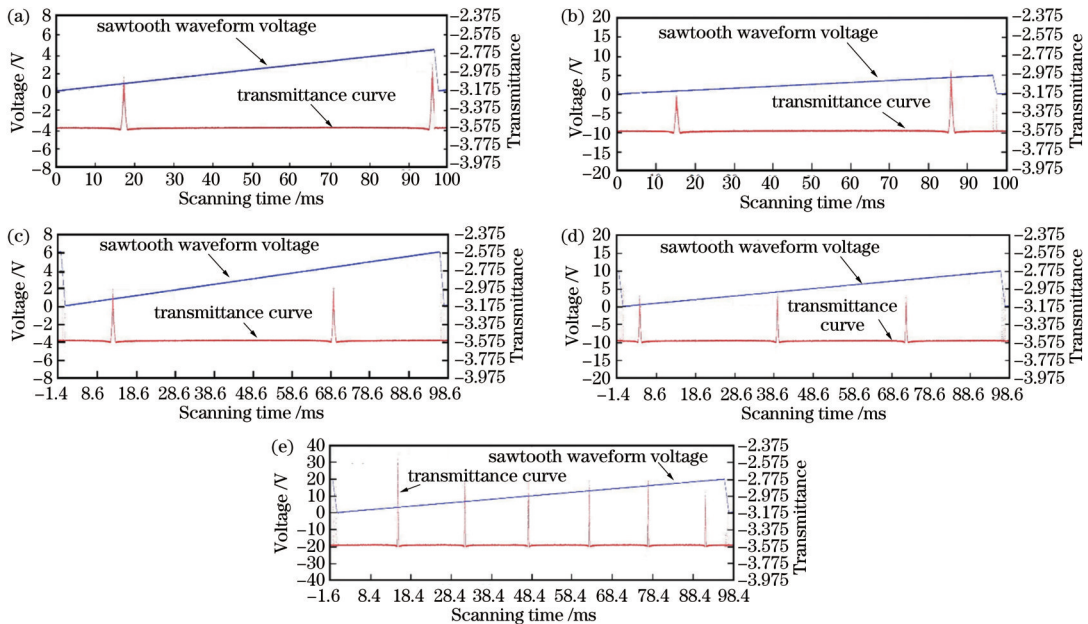 (a)
8
6
4
2
0
−2
−4
−6
−8
Voltage /V
sawtooth waveform voltage
transmittance curve
−2.375
−2.575
−2.775
−2.975
−3.175
−3.375
−3.575
−3.775
−3.975
Transmittance
0 10 20 30 40 50 60 70 80 90 100
Scanning time /ms
(b)
20
15
10
5
0
−5
−10
−15
−20
Voltage /V
sawtooth waveform voltage
transmittance curve
−2.375
−2.575
−2.775
−2.975
−3.175
−3.375
−3.575
−3.775
−3.975
Transmittance
0 10 20 30 40 50 60 70 80 90 100
Scanning time /ms
(c)
8
6
4
2
0
−2
−4
−6
−8
Voltage /V
sawtooth waveform voltage
transmittance curve
−2.375
−2.575
−2.775
−2.975
−3.175
−3.375
−3.575
−3.775
−3.975
Transmittance
−1.4 8.6 18.6 28.6 38.6 48.6 58.6 68.6 78.6 88.6 98.6
Scanning time /ms
(d)
20
15
10
5
0
−5
−10
−15
−20
Voltage /V
sawtooth waveform voltage
transmittance
curve
−2.375
−2.575
−2.775
−2.975
−3.175
−3.375
−3.575
−3.775
−3.975
Transmittance
−1.4 8.6 18.6 28.6 38.6 48.6 58.6 68.6 78.6 88.6 98.6
Scanning time /ms
(e)
40
30
20
10
0
−10
−20
−30
−40
Voltage /V
sawtooth waveform voltage
transmittance curve
−2.375
−2.575
−2.775
−2.975
−3.175
−3.375
−3.575
−3.775
−3.975
Transmittance
−1.6 8.4 18.4 28.4 38.4 48.4 58.4 68.4 78.4 88.4 98.4
Scanning time /ms